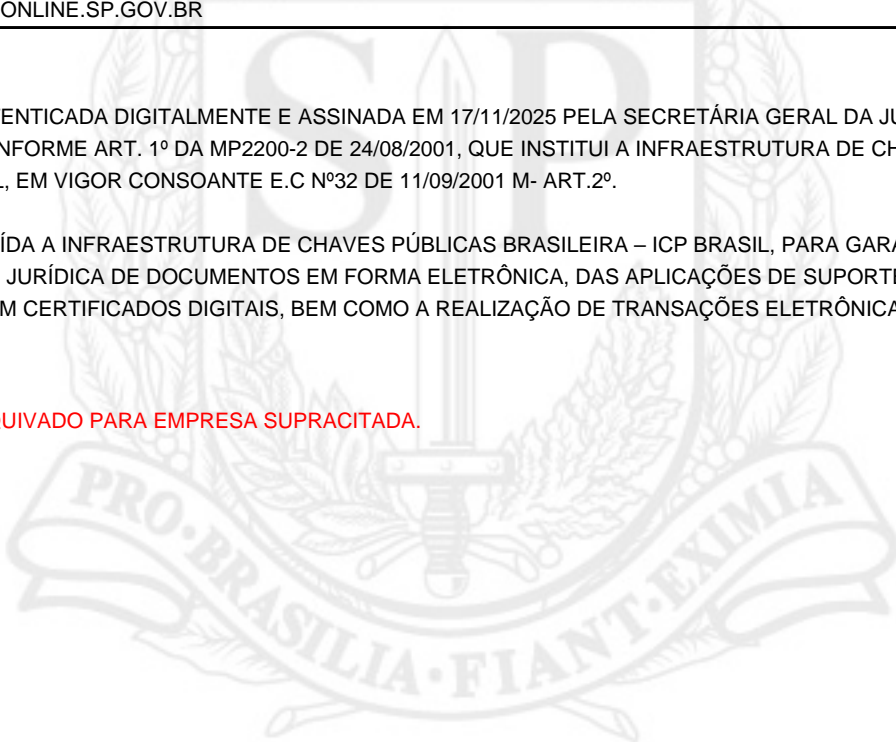 ONLINE.SP.GOV.BR
ENTICADA DIGITALMENTE E ASSINADA EM 17/11/2025 PELA SECRETÁRIA GERAL DA JU
NFORME ART. 1º DA MP2200-2 DE 24/08/2001, QUE INSTITUI A INFRAESTRUTURA DE CH
, EM VIGOR CONSOANTE E.C Nº32 DE 11/09/2001 M- ART.2º.
ÍDA A INFRAESTRUTURA DE CHAVES PÚBLICAS BRASILEIRA – ICP BRASIL, PARA GARA
JURÍDICA DE DOCUMENTOS EM FORMA ELETRÔNICA, DAS APLICAÇÕES DE SUPORTE
M CERTIFICADOS DIGITAIS, BEM COMO A REALIZAÇÃO DE TRANSAÇÕES ELETRÔNICA
QUIVADO PARA EMPRESA SUPRACITADA.
SP
PRO·BRASILIA·FIANT·EXIMIA